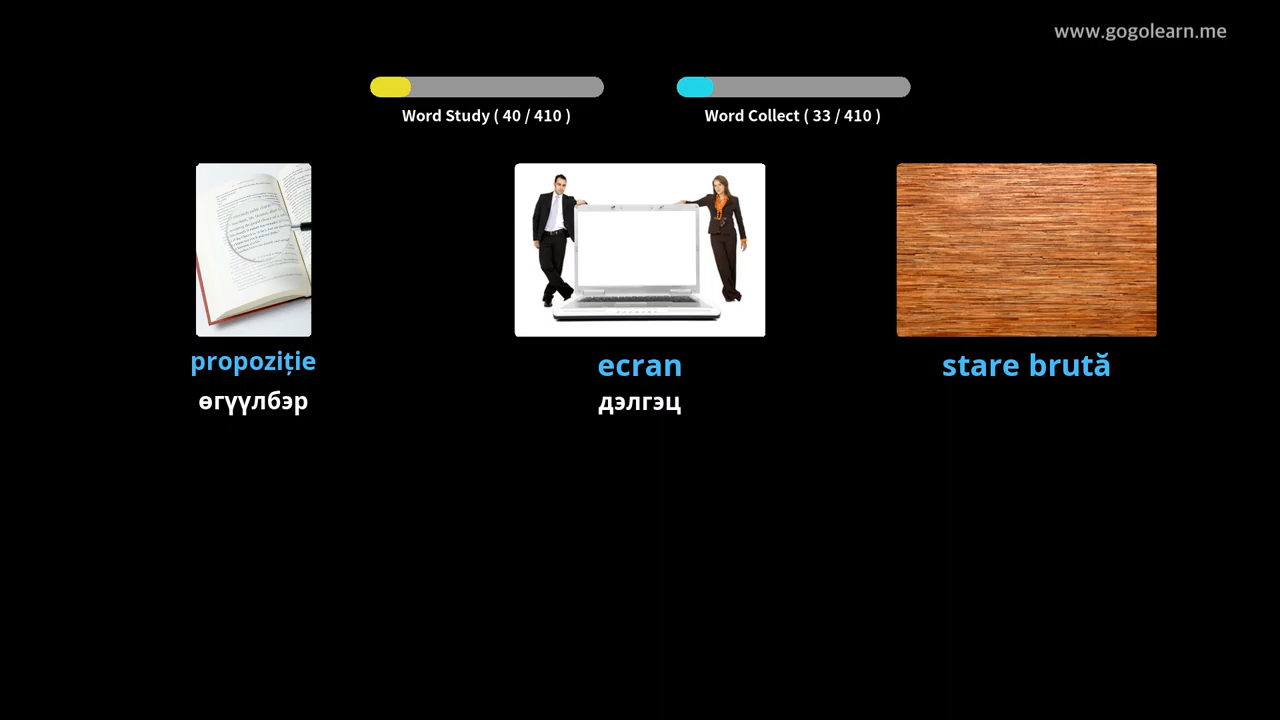 www.gogolearn.me
Word Study ( 40 / 410 )
Word Collect ( 33 / 410 )
propoziție
ecran
stare brută
өгүүлбэр
дэлгэц